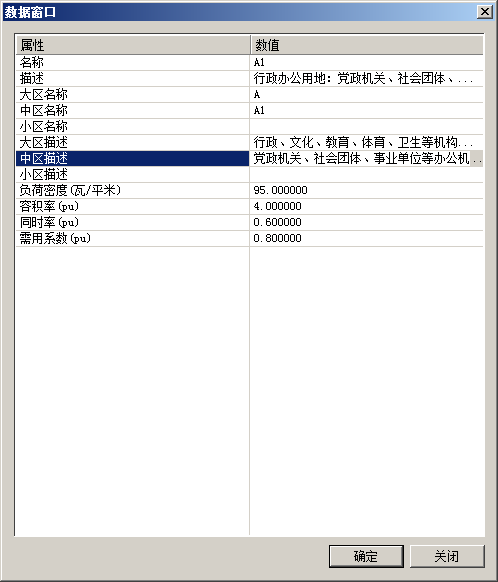 数据窗口
属性 数值
名称 A1
描述 行政办公用地：党政机关、社会团体、...
大区名称 A
中区名称 A1
小区名称
大区描述 行政、文化、教育、体育、卫生等机构...
中区描述 党政机关、社会团体、事业单位等办公机...
小区描述
负荷密度(瓦/平米) 95.000000
容积率(pu) 4.000000
同时率(pu) 0.600000
需用系数(pu) 0.800000
确定 关闭